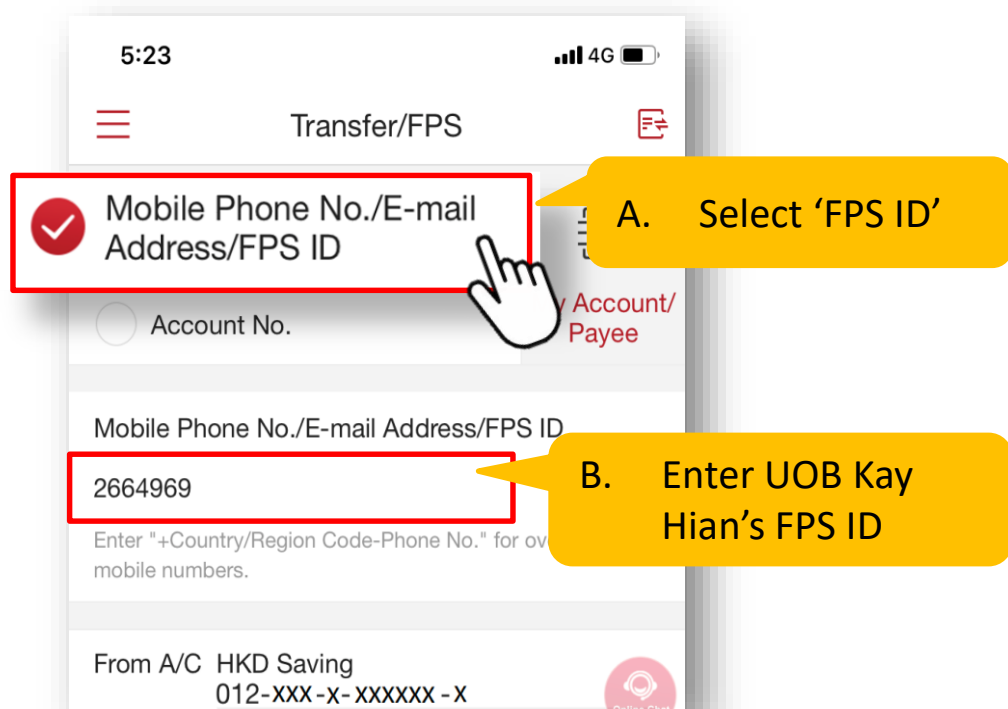 5:23
4G
Transfer/FPS
Mobile Phone No./E-mail
Address/FPS ID
A. Select ‘FPS ID’
Account No.
Account/
Payee
Mobile Phone No./E-mail Address/FPS ID
2664969
B. Enter UOB Kay
Hian’s FPS ID
Enter "+Country/Region Code-Phone No." for
mobile numbers.
From A/C HKD Saving
012-XXX-X-XXXXXX-X